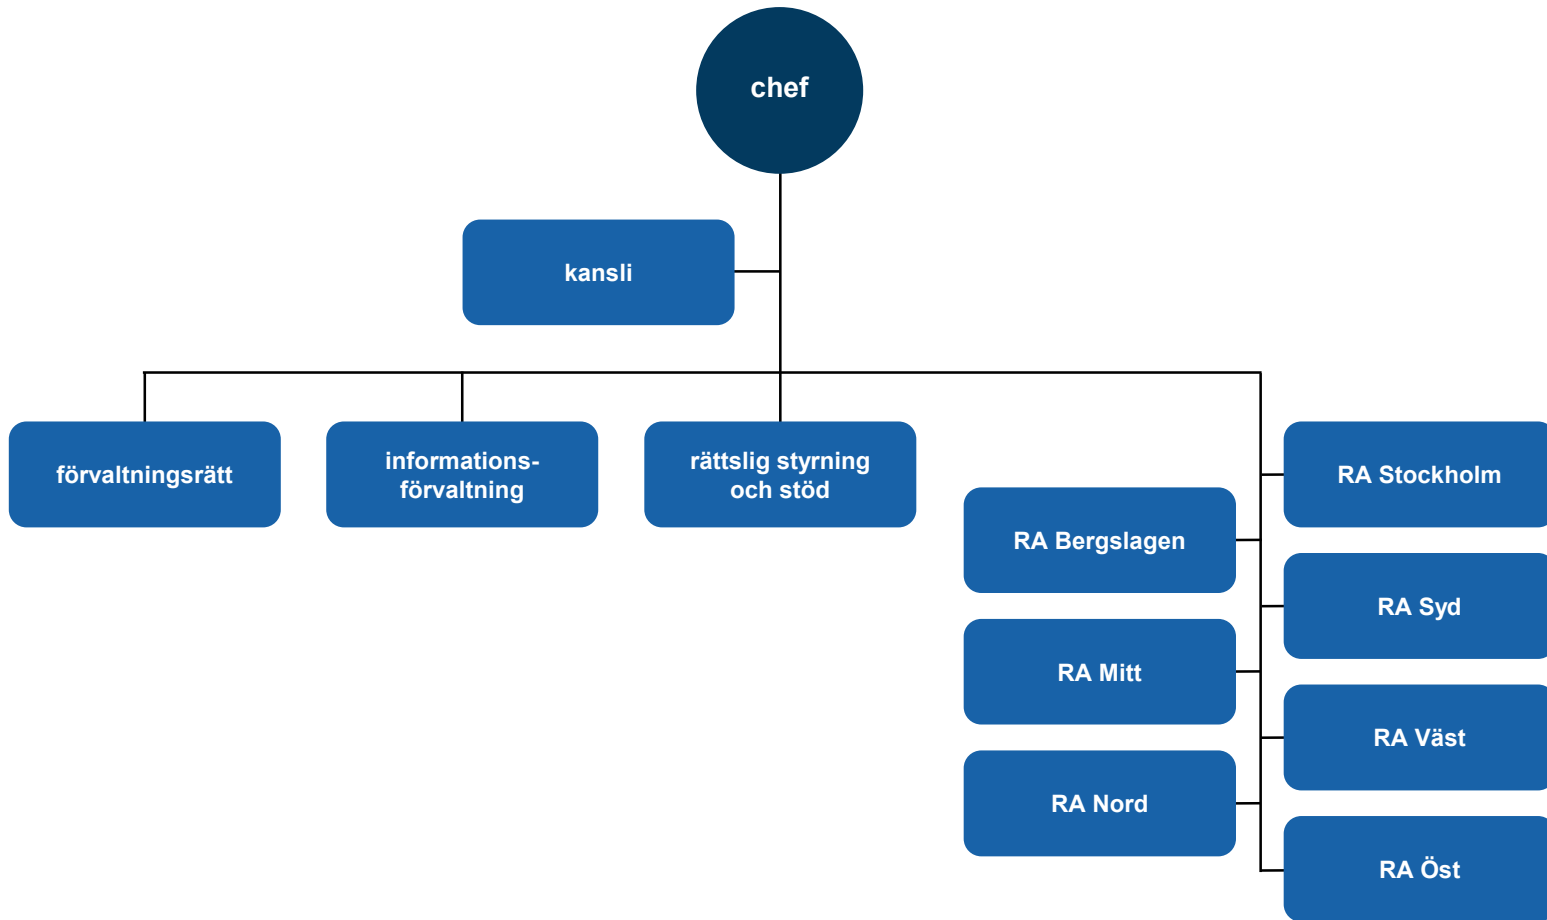 chef
kansli
förvaltningsrätt
informations-
förvaltning
rättslig styrning
och stöd
RA Bergslagen
RA Mitt
RA Nord
RA Stockholm
RA Syd
RA Väst
RA Öst